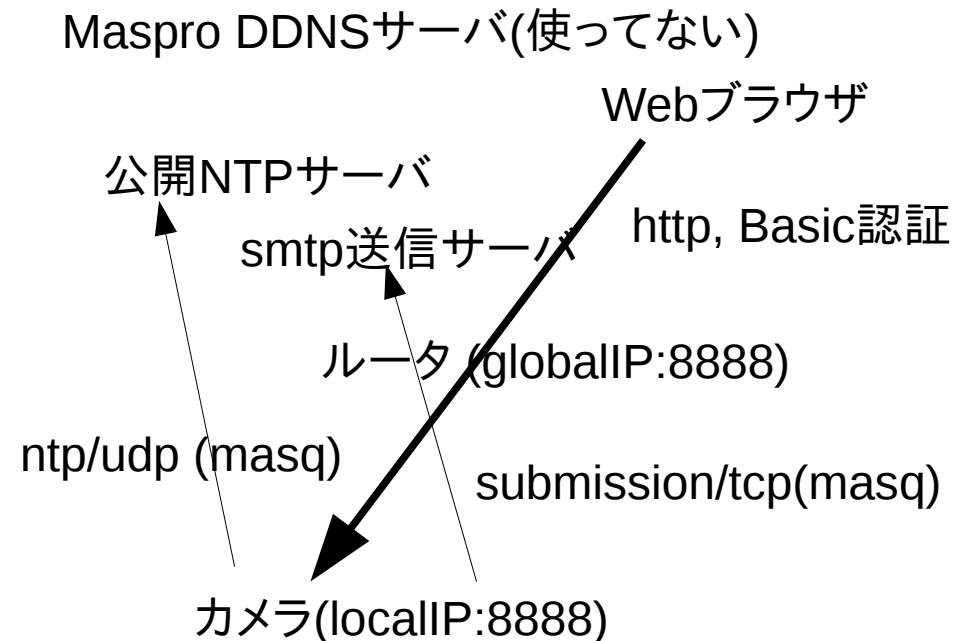 Maspro DDNSサーバ(使ってない)
Webブラウザ
公開NTPサーバ
http, Basic認証
smtp送信サーバ
ルータ (globalIP:8888)
ntp/udp (masq)
submission/tcp(masq)
カメラ(localIP:8888)